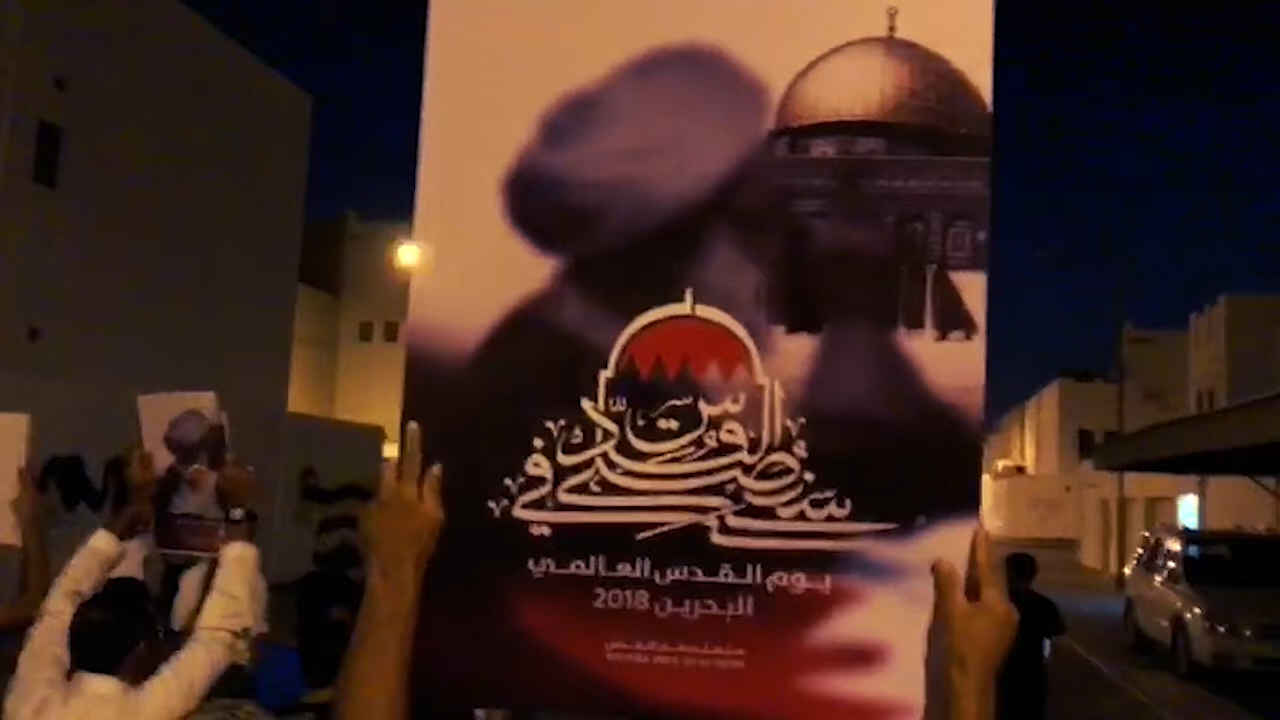 سنصلي في القدس
يوم القدس العالمي
البحرين 2018